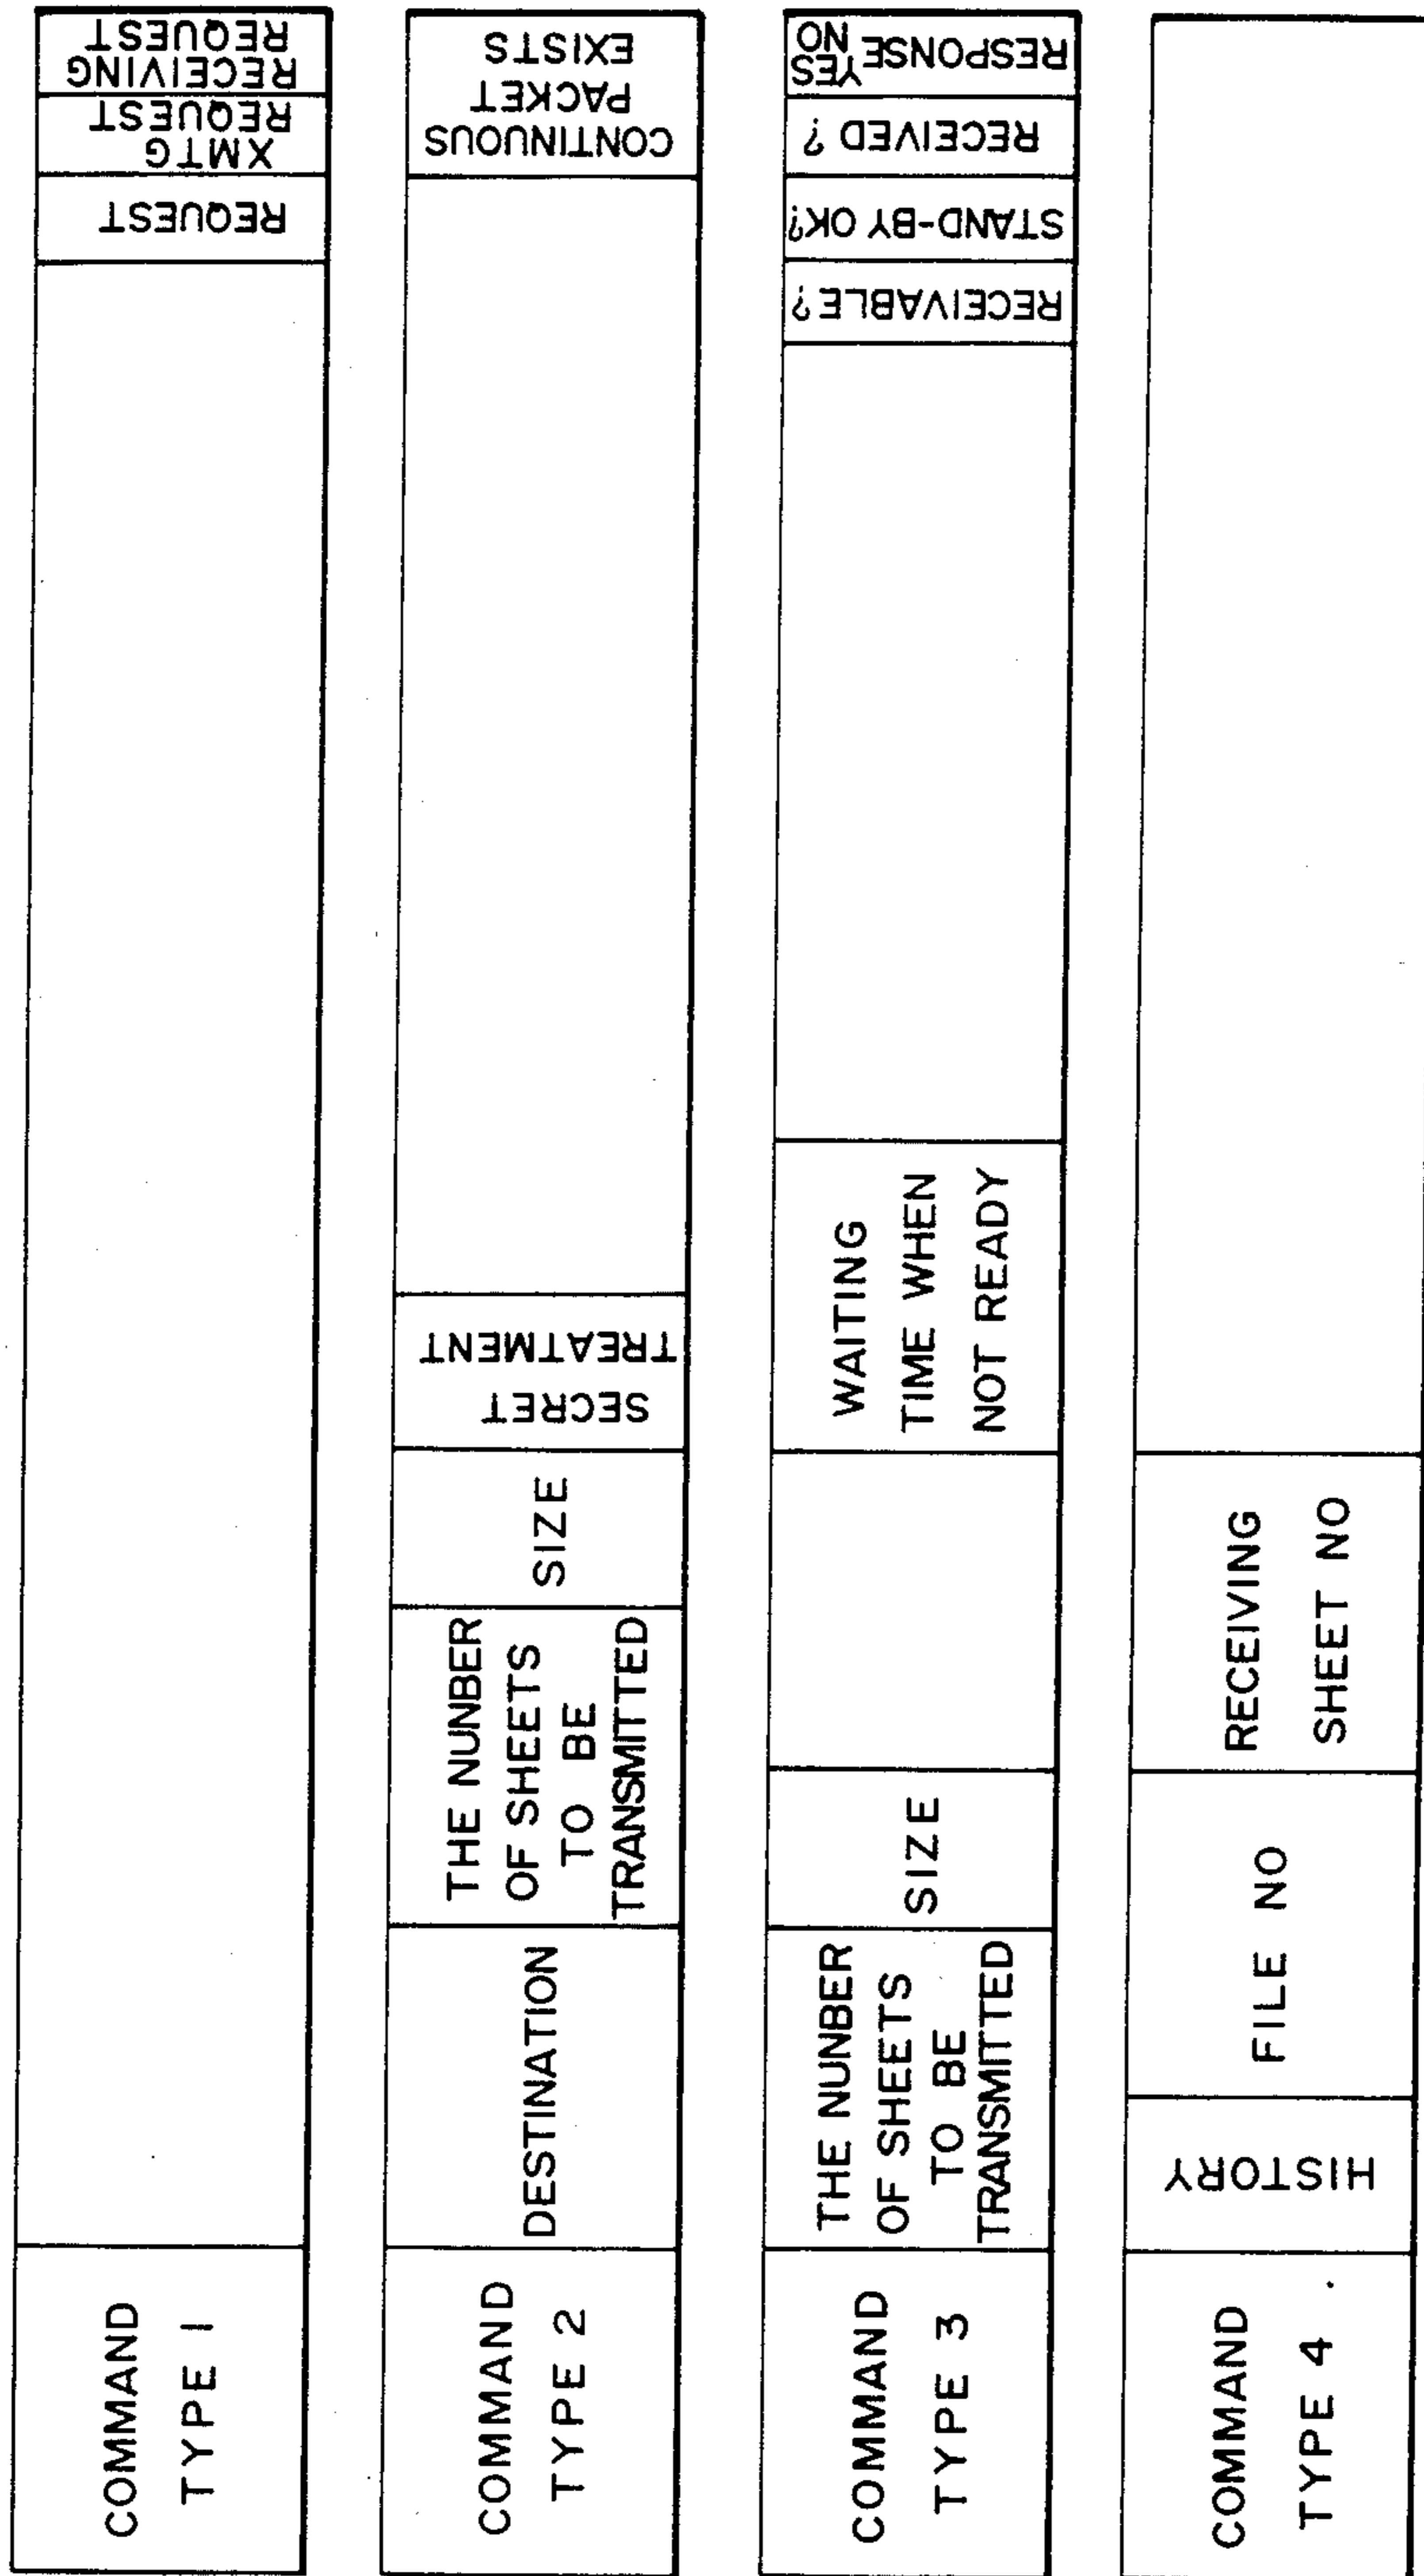 COMMAND
TYPE 1
REQUEST
XMTG
REQUEST
RECEIVING
REQUEST
COMMAND
TYPE 2
DESTINATION
THE NUNBER
OF SHEETS
TO BE
TRANSMITTED
SIZE
SECRET
TREATMENT
CONTINUOUS
PACKET
EXISTS
COMMAND
TYPE 3
THE NUNBER
OF SHEETS
TO BE
TRANSMITTED
SIZE
WAITING
TIME WHEN
NOT READY
RECEIVABLE?
STAND-BY OK?
RECEIVED ?
RESPONSE YES
NO
COMMAND
TYPE 4
HISTORY
FILE NO
RECEIVING
SHEET NO